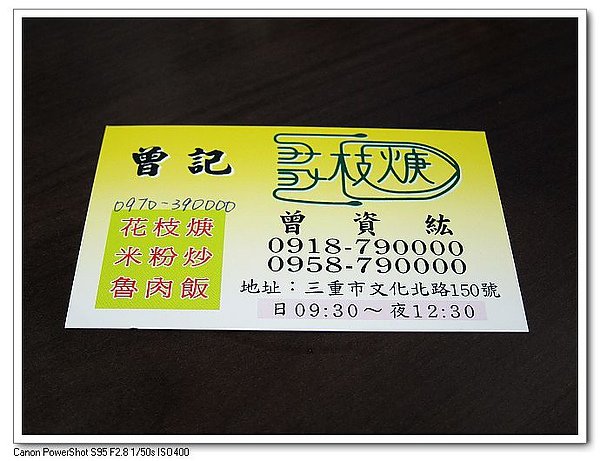 曾記
花枝焿
0970-390000
花枝焿
米粉炒
魯肉飯
曾資紘
0918-790000
0958-790000
地址：三重市文化北路150號
日09:30～夜12:30
Canon PowerShot S95 F2.8 1/50s ISO400